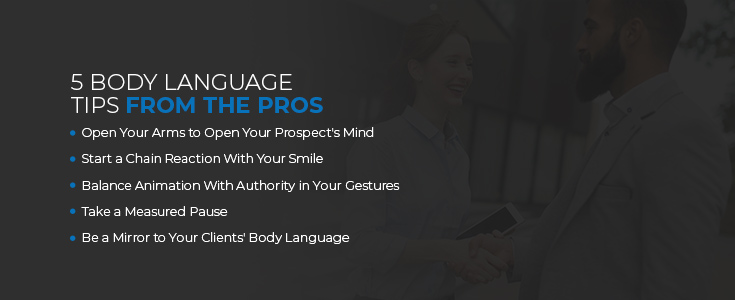 5 BODY LANGUAGE
TIPS FROM THE PROS
Open Your Arms to Open Your Prospect's Mind
Start a Chain Reaction With Your Smile
Balance Animation With Authority in Your Gestures
Take a Measured Pause
Be a Mirror to Your Clients' Body Language